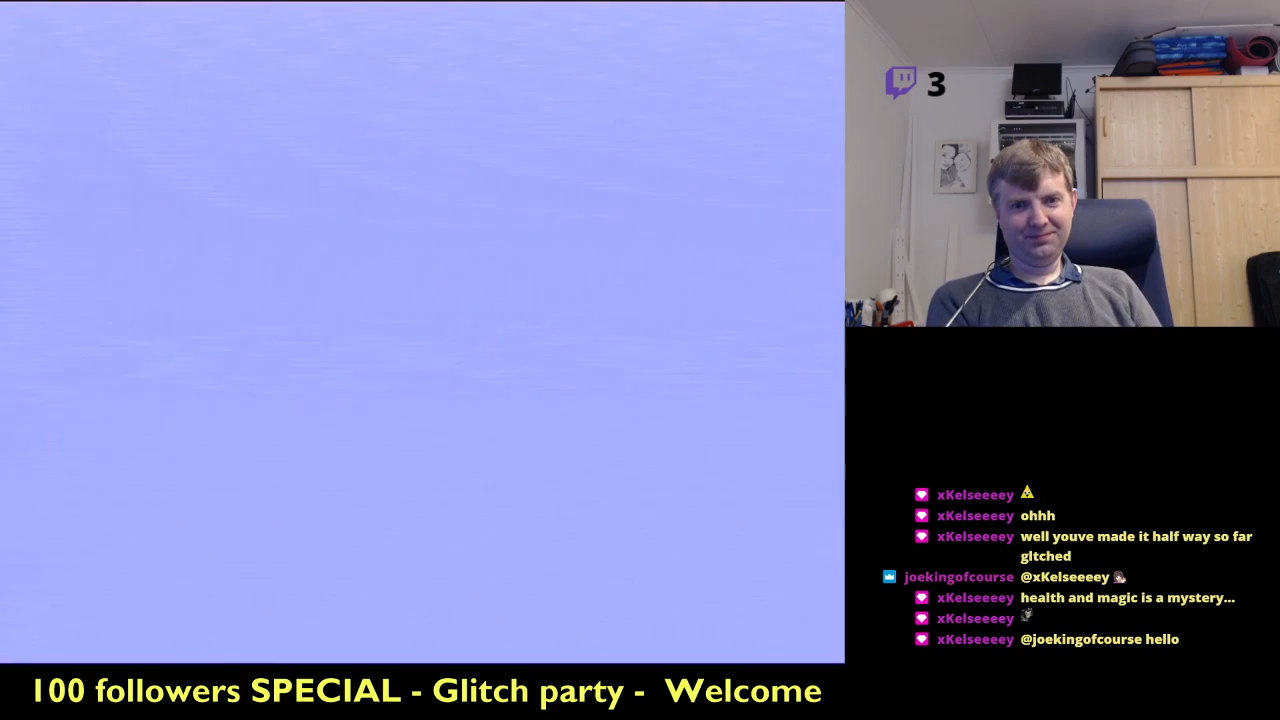 3
xKelseeeey
xKelseeeey ohhh
xKelseeeey well youve made it half way so far
gltched
joekingofcourse @xKelseeeey
xKelseeeey health and magic is a mystery...
xKelseeeey
xKelseeeey @joekingofcourse hello
100 followers SPECIAL - Glitch party - Welcome